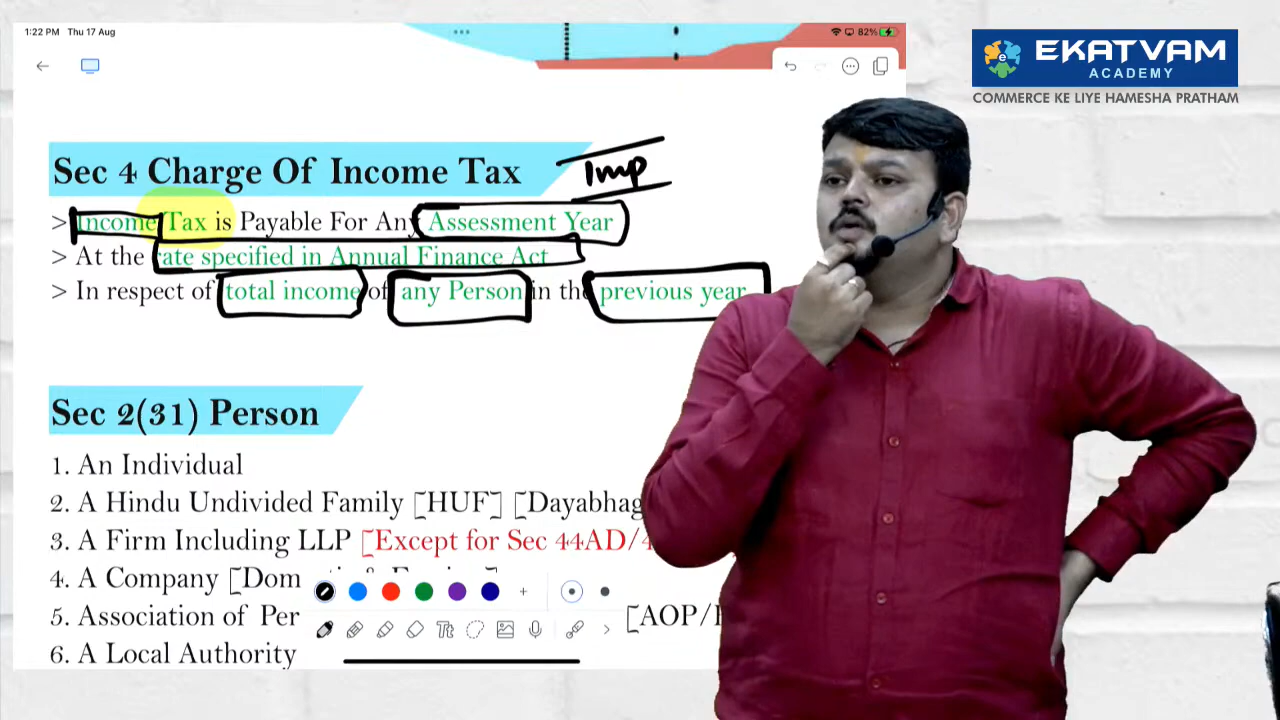 1:22 PM Thu 17 Aug
82%
EKATVAM
ACADEMY
COMMERCE KE LIYE HAMESHA PRATHAM
Sec 4 Charge Of Income Tax
Imp
> Income Tax is Payable For Any Assessment Year
> At the rate specified in Annual Finance Act
> In respect of total income of any Person in the previous year
Sec 2(31) Person
1. An Individual
2. A Hindu Undivided Family [HUF] [Dayabhag
3. A Firm Including LLP [Except for Sec 44AD/4
4. A Company [Dom
5. Association of Per [AOP/
6. A Local Authority